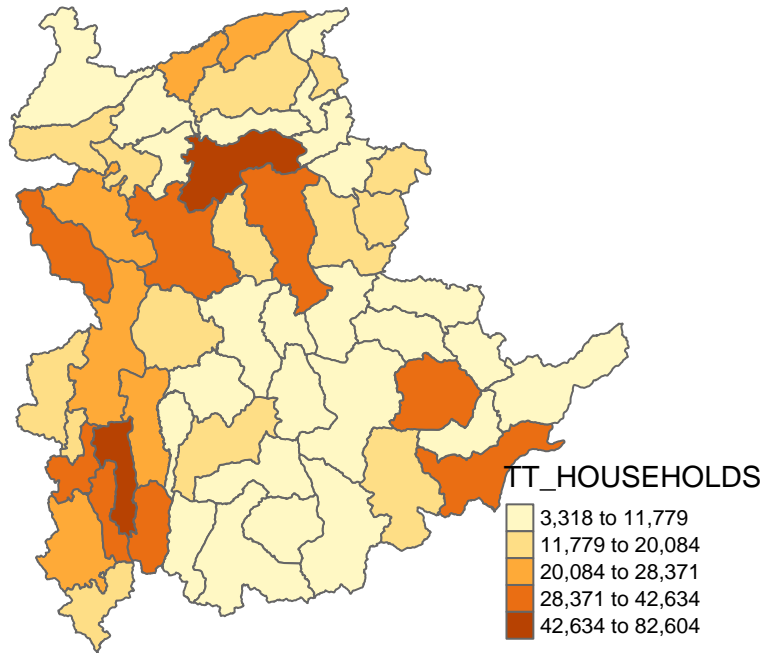 TT_HOUSEHOLDS
3,318 to 11,779
11,779 to 20,084
20,084 to 28,371
28,371 to 42,634
42,634 to 82,604